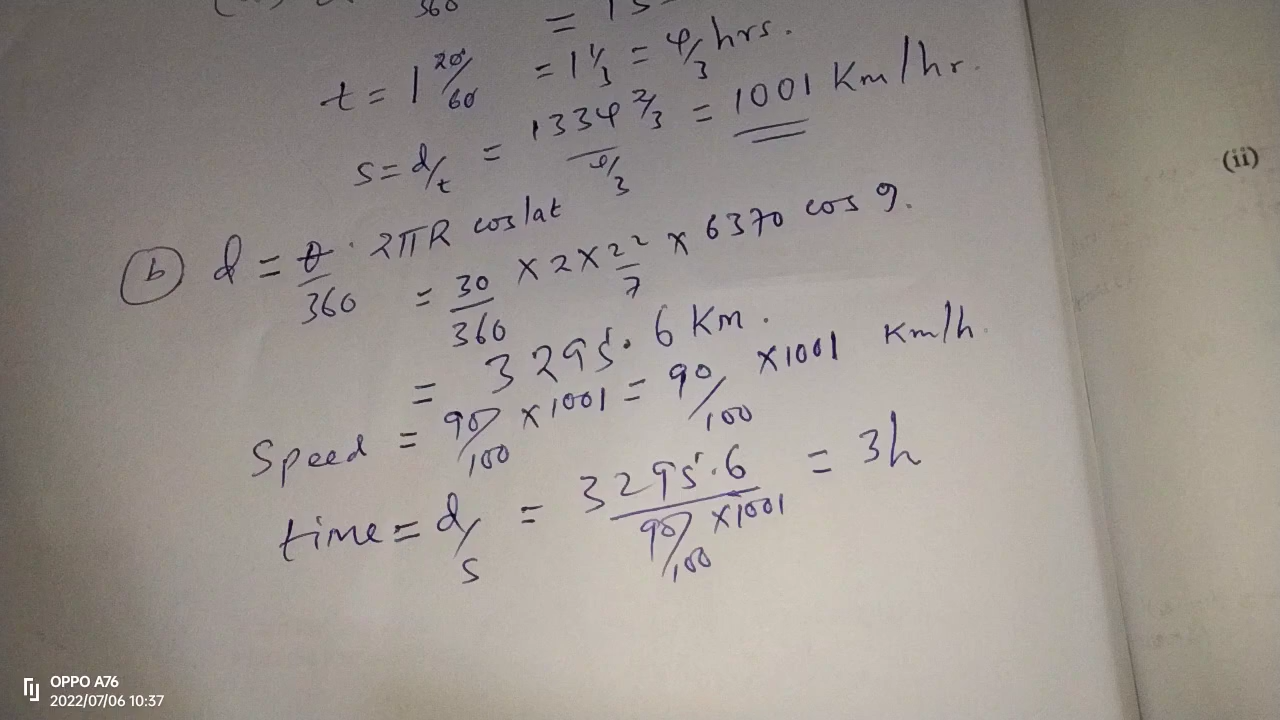 360
= 15
t = 1 20/60 = 1 1/3 = 4/3 hrs.
s = d/t = 1334 2/3 / 4/3 = 1001 Km/hr.
(ii)
(b) d = θ/360 · 2πR cos lat
= 30/360 × 2 × 22/7 × 6370 cos 9.
= 3295.6 Km.
Speed = 90/100 × 1001 = 90/100 × 1001 Km/h.
time = d/s = 3295.6 / 90/100 × 1001 = 3h
OPPO A76
2022/07/06 10:37